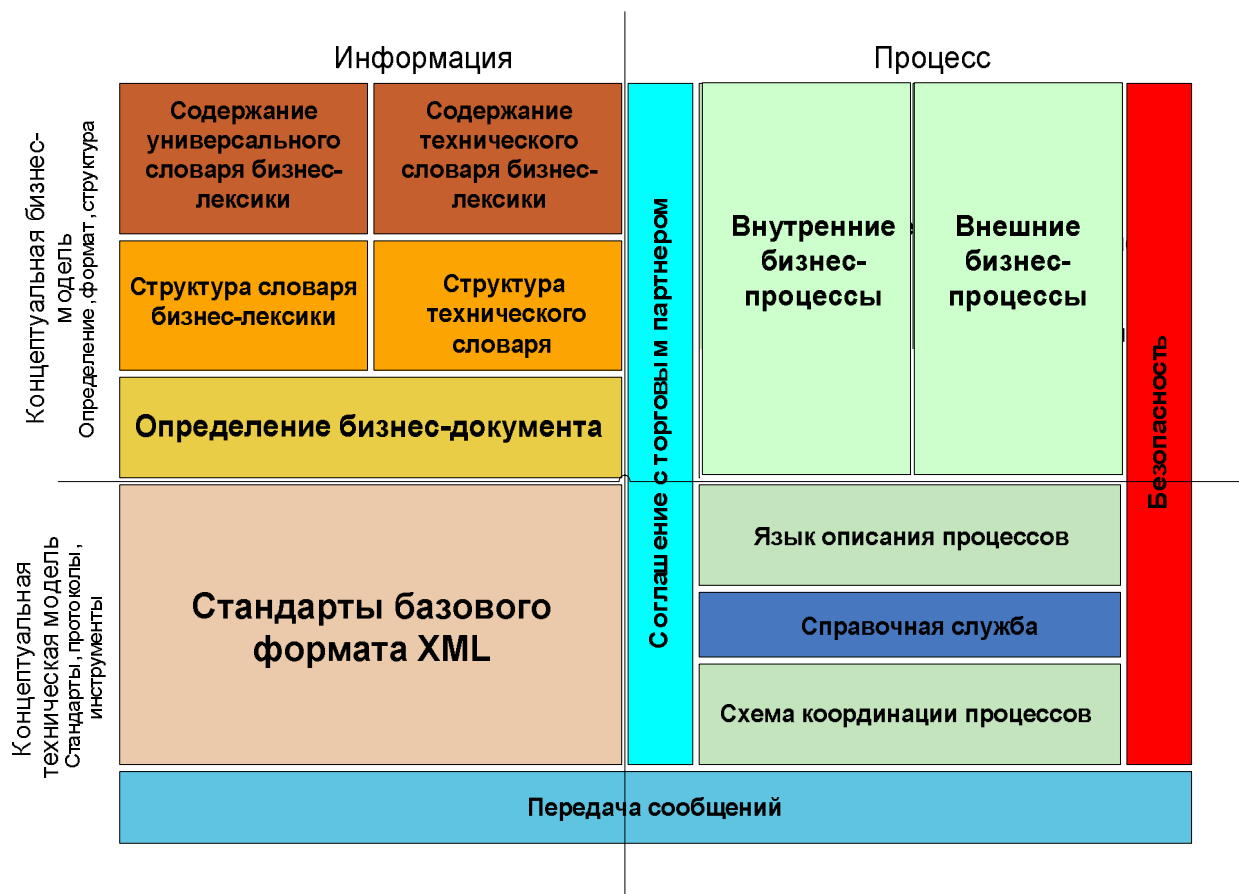 Информация
Процесс
Концептуальная бизнес-
модель
Определение, формат, структура
Содержание
универсального
словаря бизнес-
лексики
Содержание
технического
словаря бизнес-
лексики
Структура словаря
бизнес-лексики
Структура
технического
словаря
Определение бизнес-документа
Соглашение с торговым партнером
Внутренние
бизнес-
процессы
Внешние
бизнес-
процессы
Безопасность
Концептуальная
техническая модель
Стандарты, протоколы,
инструменты
Стандарты базового
формата XML
Язык описания процессов
Справочная служба
Схема координации процессов
Передача сообщений